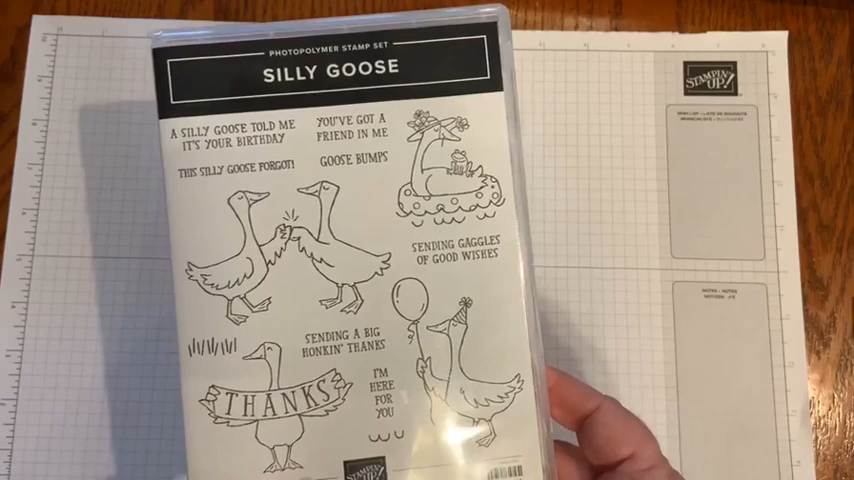 PHOTOPOLYMER STAMP SET
SILLY GOOSE
A SILLY GOOSE TOLD ME
IT'S YOUR BIRTHDAY
THIS SILLY GOOSE FORGOT!
YOU'VE GOT A
FRIEND IN ME
GOOSE BUMPS
SENDING GAGGLES
OF GOOD WISHES
SENDING A BIG
HONKIN' THANKS
THANKS
I'M
HERE
FOR
YOU
STAMPIN'
UP!
STAMPIN'
UP!